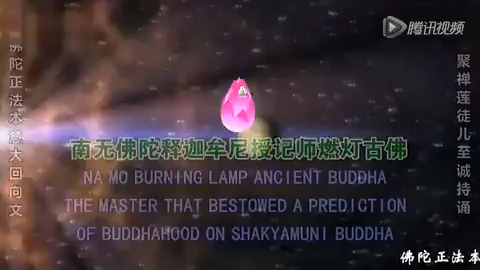 腾讯视频
佛陀正法本意大回向文
聚禅莲徒儿至诚持诵
南无佛陀释迦牟尼授记师燃灯古佛
NA MO BURNING LAMP ANCIENT BUDDHA
THE MASTER THAT BESTOWED A PREDICTION
OF BUDDHAHOOD ON SHAKYAMUNI BUDDHA
佛陀正法本